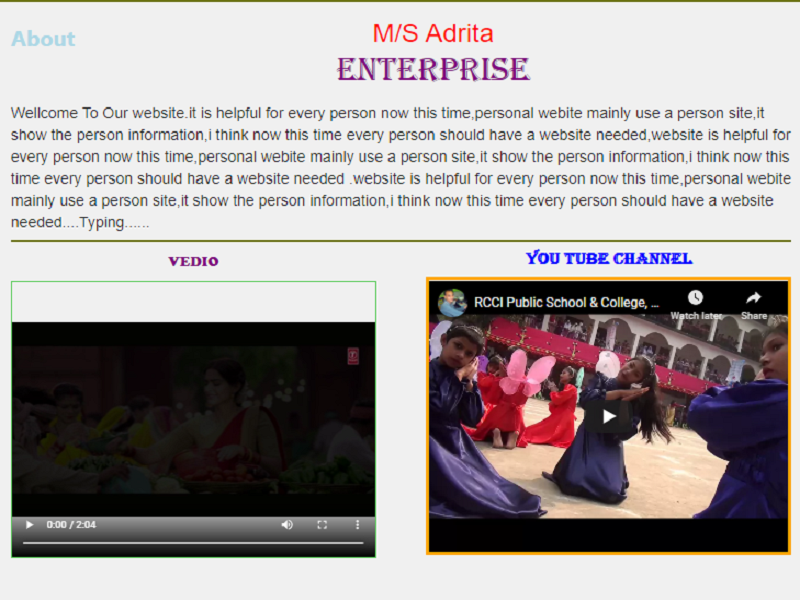 About
M/S Adrita
ENTERPRISE
Wellcome To Our website.it is helpful for every person now this time,personal webite mainly use a person site,it
show the person information,i think now this time every person should have a website needed,website is helpful for
every person now this time,personal webite mainly use a person site,it show the person information,i think now this
time every person should have a website needed .website is helpful for every person now this time,personal webite
mainly use a person site,it show the person information,i think now this time every person should have a website
needed....Typing......
VEDIO
YOU TUBE CHANNEL
RCCI Public School & College, ...
Watch later
Share
0:00 / 2:04